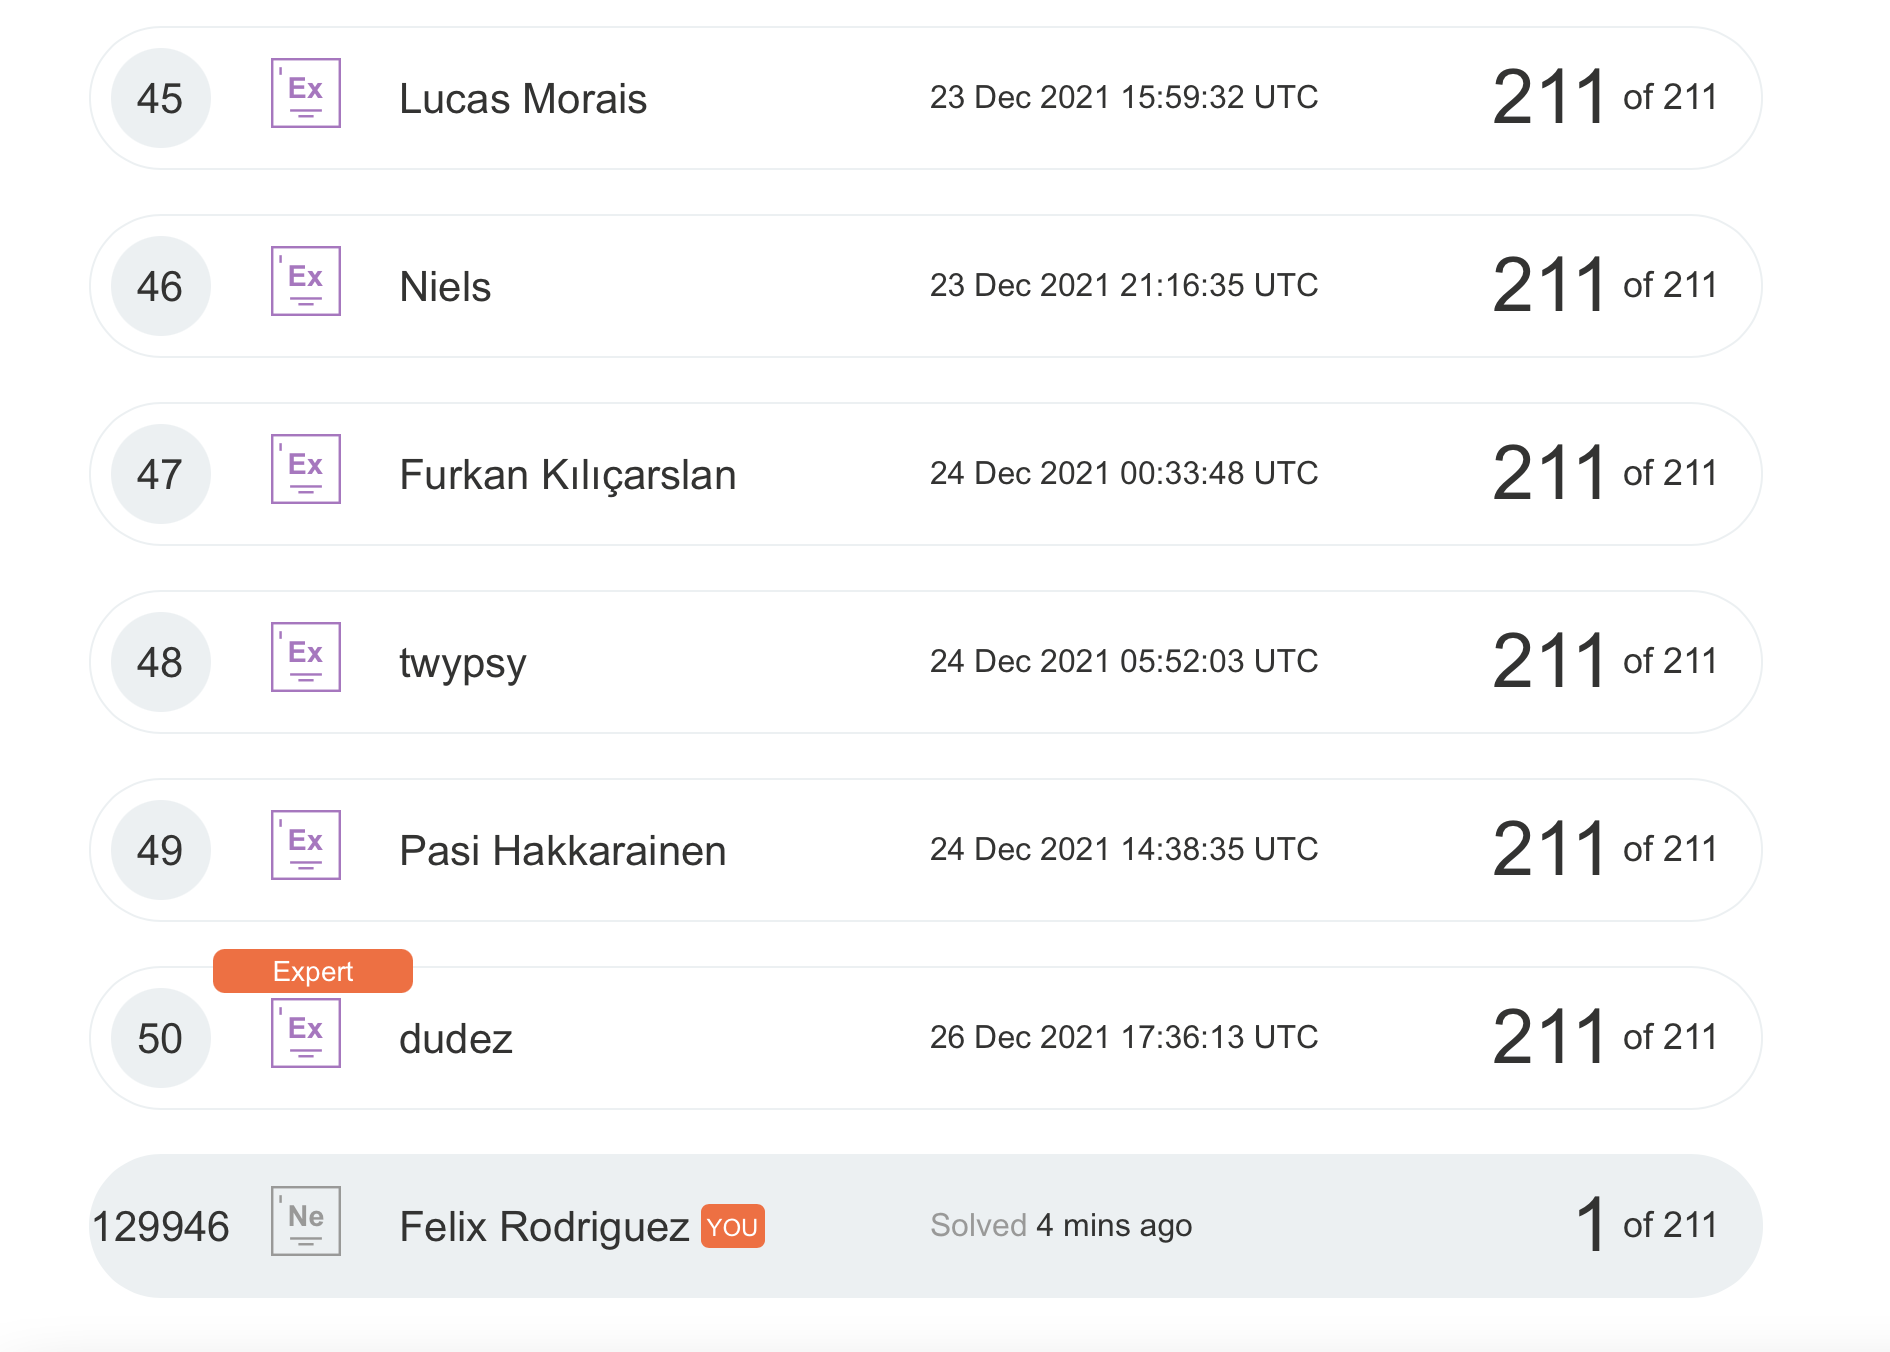 45 Ex Lucas Morais 23 Dec 2021 15:59:32 UTC 211 of 211
46 Ex Niels 23 Dec 2021 21:16:35 UTC 211 of 211
47 Ex Furkan Kılıçarslan 24 Dec 2021 00:33:48 UTC 211 of 211
48 Ex twypsy 24 Dec 2021 05:52:03 UTC 211 of 211
49 Ex Pasi Hakkarainen 24 Dec 2021 14:38:35 UTC 211 of 211
Expert
50 Ex dudez 26 Dec 2021 17:36:13 UTC 211 of 211
129946 Ne Felix Rodriguez YOU Solved 4 mins ago 1 of 211